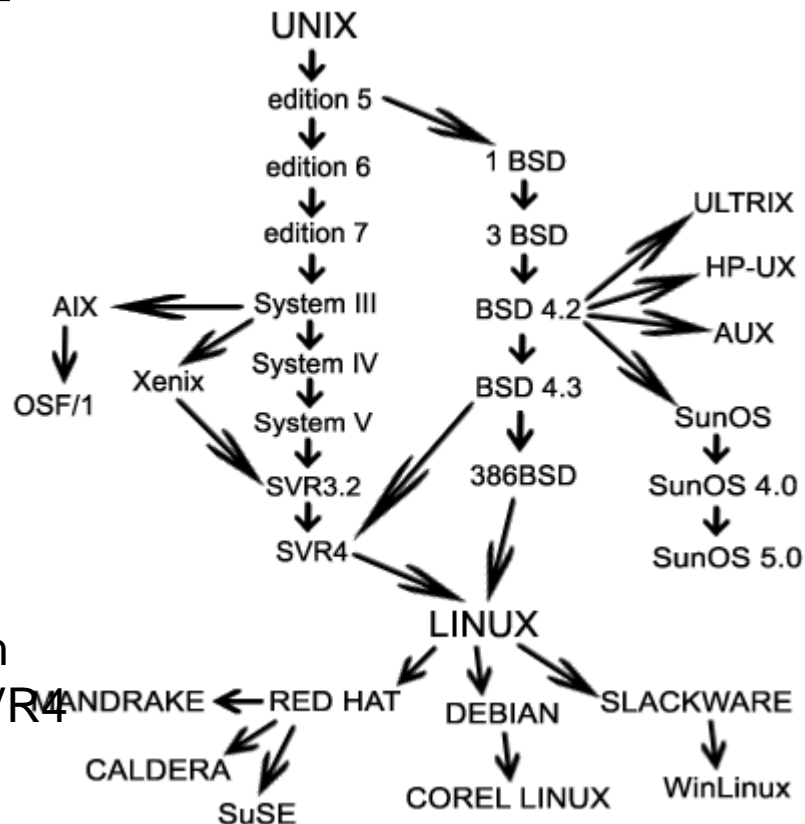 UNIX
edition 5
1 BSD
edition 6
ULTRIX
edition 7
3 BSD
HP-UX
AIX
System III
BSD 4.2
AUX
System IV
Xenix
BSD 4.3
OSF/1
System V
SunOS
SVR3.2
386BSD
SunOS 4.0
SVR4
SunOS 5.0
LINUX
MANDRAKE
RED HAT
DEBIAN
SLACKWARE
CALDERA
COREL LINUX
WinLinux
SuSE